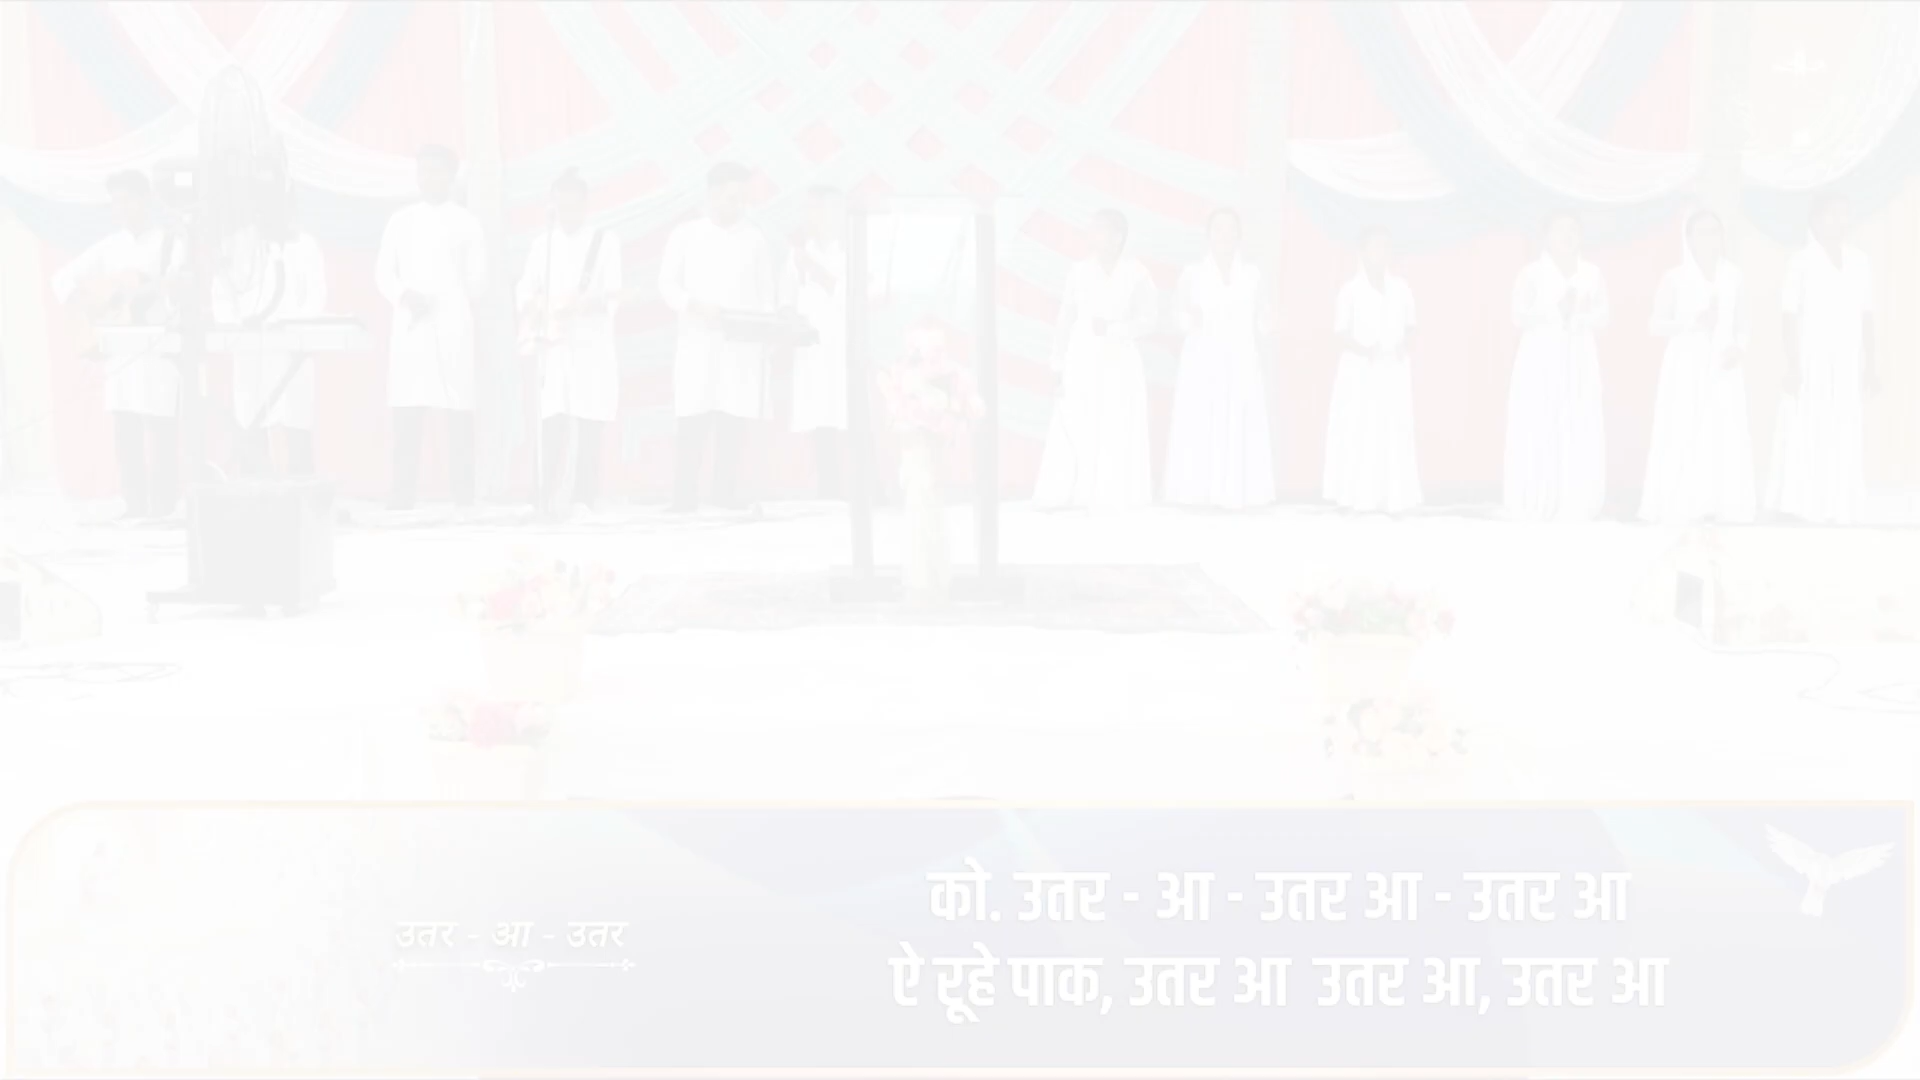 उतर - आ - उतर
को. उतर - आ - उतर आ - उतर आ
ऐ रूहे पाक, उतर आ उतर आ, उतर आ